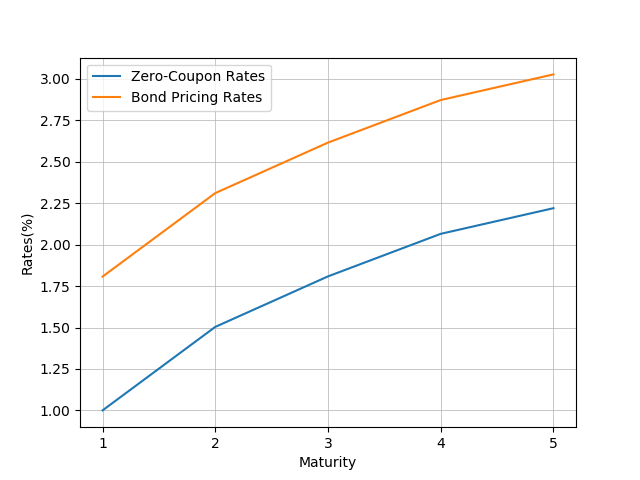 Zero-Coupon Rates
Bond Pricing Rates
3.00
2.75
2.50
2.25
2.00
1.75
1.50
1.25
1.00
Rates(%)
1 2 3 4 5
Maturity